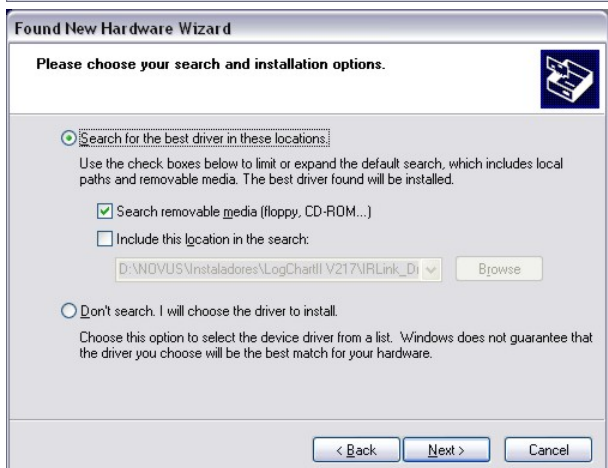 Found New Hardware Wizard
Please choose your search and installation options.
Search for the best driver in these locations.
Use the check boxes below to limit or expand the default search, which includes local
paths and removable media. The best driver found will be installed.
Search removable media (floppy, CD-ROM...)
Include this location in the search:
D:\NOVUS\Instaladores\LogChartII V217\IRLink_D
Browse
Don't search. I will choose the driver to install.
Choose this option to select the device driver from a list. Windows does not guarantee that
the driver you choose will be the best match for your hardware.
< Back
Next >
Cancel